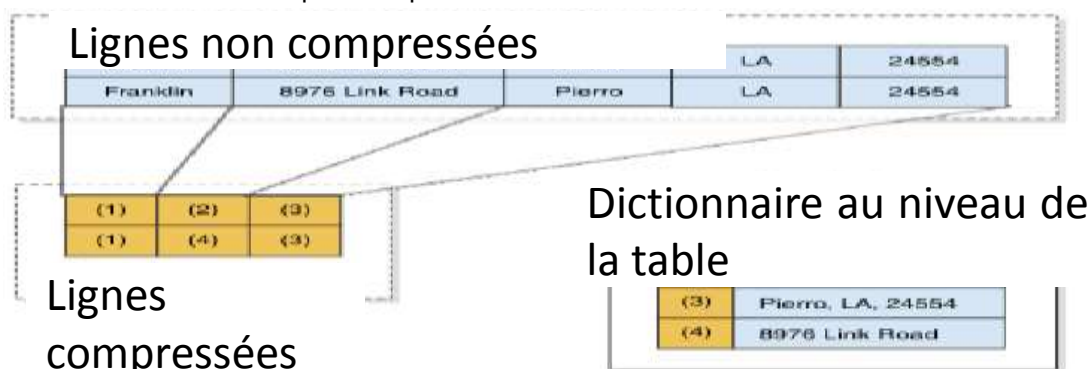 Lignes non compressées
LA 24554
Franklin 8976 Link Road Pierro LA 24554
(1) (2) (3)
(1) (4) (3)
Lignes
compressées
Dictionnaire au niveau de
la table
(3) Pierro, LA, 24554
(4) 8976 Link Road